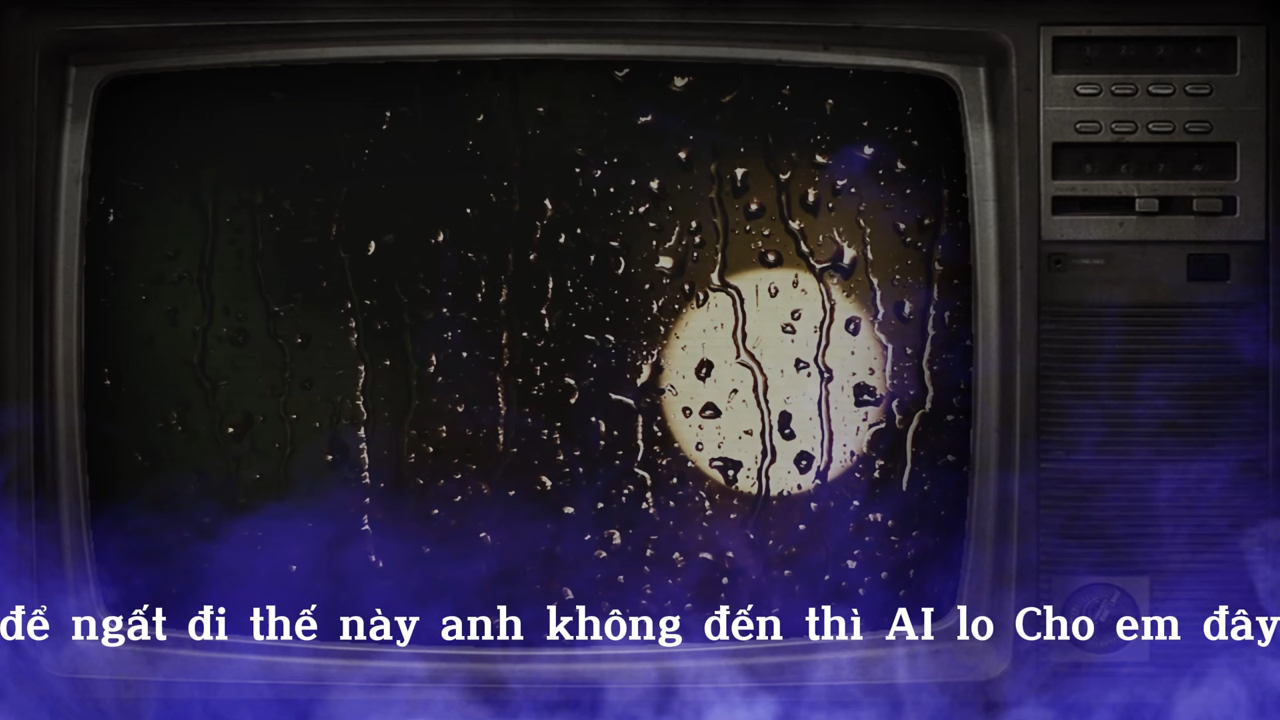 để ngất đi thế này anh không đến thì AI lo Cho em đây